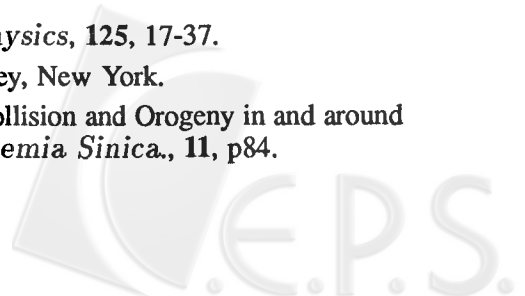 ysics, 125, 17-37.
ey, New York.
ollision and Orogeny in and around
emia Sinica., 11, p84.
C.E.P.S.